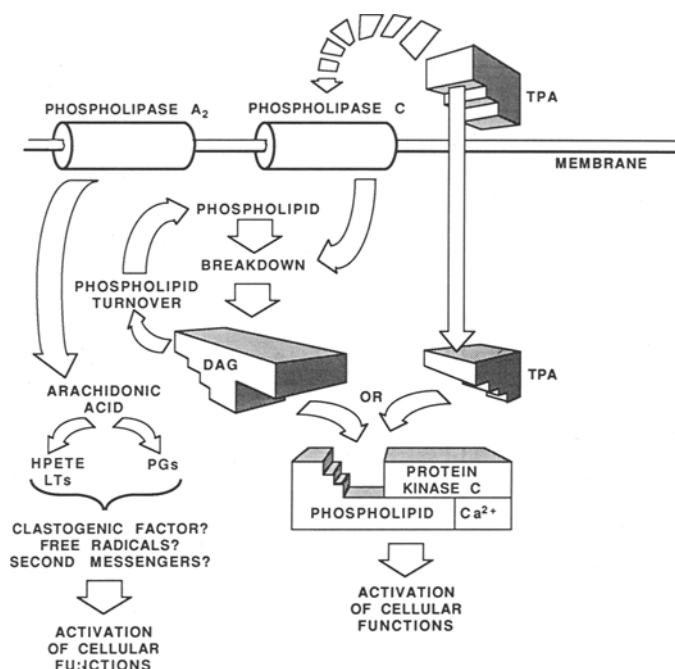 PHOSPHOLIPASE A2
PHOSPHOLIPASE C
TPA
MEMBRANE
PHOSPHOLIPID
BREAKDOWN
PHOSPHOLIPID
TURNOVER
DAG
TPA
OR
ARACHIDONIC
ACID
HPETE
LTs
PGs
PROTEIN
KINASE C
PHOSPHOLIPID
Ca2+
CLASTOGENIC FACTOR?
FREE RADICALS?
SECOND MESSENGERS?
ACTIVATION
OF CELLULAR
FUNCTIONS
ACTIVATION
OF CELLULAR
FUNCTIONS